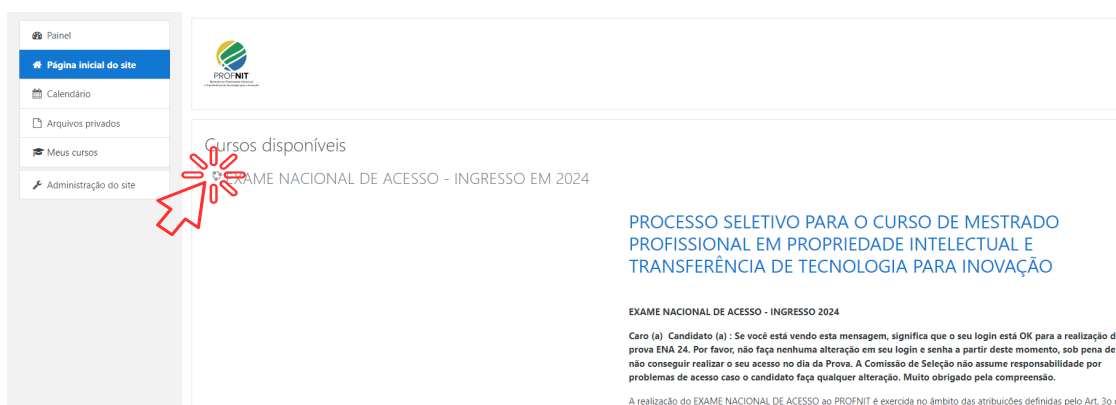 Painel
Página inicial do site
Calendário
Arquivos privados
Meus cursos
Administração do site
PROFNIT
Cursos disponíveis
EXAME NACIONAL DE ACESSO - INGRESSO EM 2024
PROCESSO SELETIVO PARA O CURSO DE MESTRADO
PROFISSIONAL EM PROPRIEDADE INTELECTUAL E
TRANSFERÊNCIA DE TECNOLOGIA PARA INOVAÇÃO
EXAME NACIONAL DE ACESSO - INGRESSO 2024
Caro (a) Candidato (a) : Se você está vendo esta mensagem, significa que o seu login está OK para a realização d
prova ENA 24. Por favor, não faça nenhuma alteração em seu login e senha a partir deste momento, sob pena de
não conseguir realizar o seu acesso no dia da Prova. A Comissão de Seleção não assume responsabilidade por
problemas de acesso caso o candidato faça qualquer alteração. Muito obrigado pela compreensão.
A realização do EXAME NACIONAL DE ACESSO ao PROFNIT é exercida no âmbito das atribuições definidas pelo Art. 3o